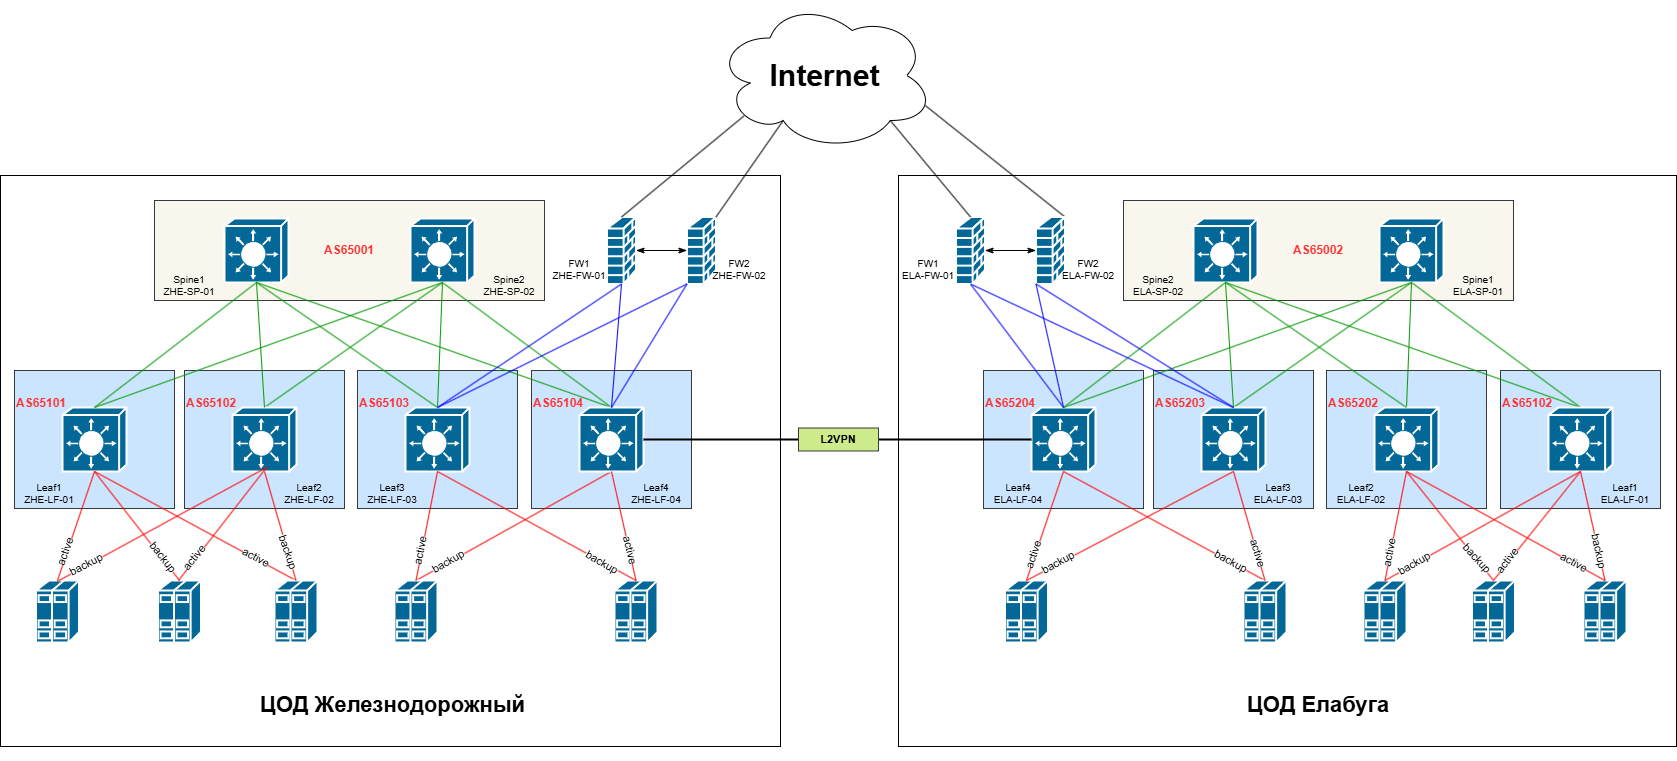 Internet
AS65001
Spine1
ZHE-SP-01
Spine2
ZHE-SP-02
FW1
ZHE-FW-01
FW2
ZHE-FW-02
FW1
ELA-FW-01
FW2
ELA-FW-02
AS65002
Spine2
ELA-SP-02
Spine1
ELA-SP-01
AS65101
Leaf1
ZHE-LF-01
AS65102
Leaf2
ZHE-LF-02
AS65103
Leaf3
ZHE-LF-03
AS65104
Leaf4
ZHE-LF-04
L2VPN
AS65204
Leaf4
ELA-LF-04
AS65203
Leaf3
ELA-LF-03
AS65202
Leaf2
ELA-LF-02
AS65102
Leaf1
ELA-LF-01
active
backup
backup
active
active
backup
active
backup
backup
active
active
backup
backup
active
active
backup
backup
active
active
backup
ЦОД Железнодорожный
ЦОД Елабуга